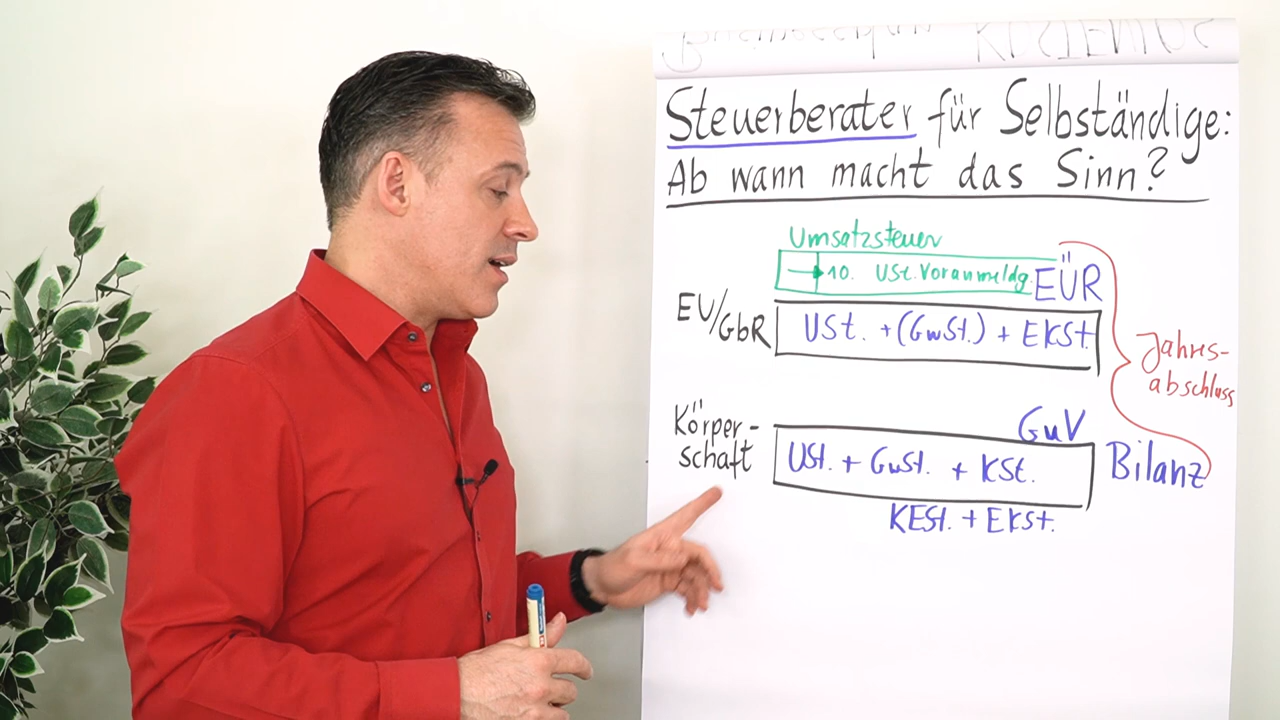 Steuerberater für Selbständige:
Ab wann macht das Sinn?
Umsatzsteuer
10. USt. Voranmeldg.
EÜR
EU/GbR
USt. + (GwSt.) + EKSt.
Jahres-
abschluss
Körper-
schaft
GuV
USt. + GwSt. + KSt.
Bilanz
KESt. + EKSt.